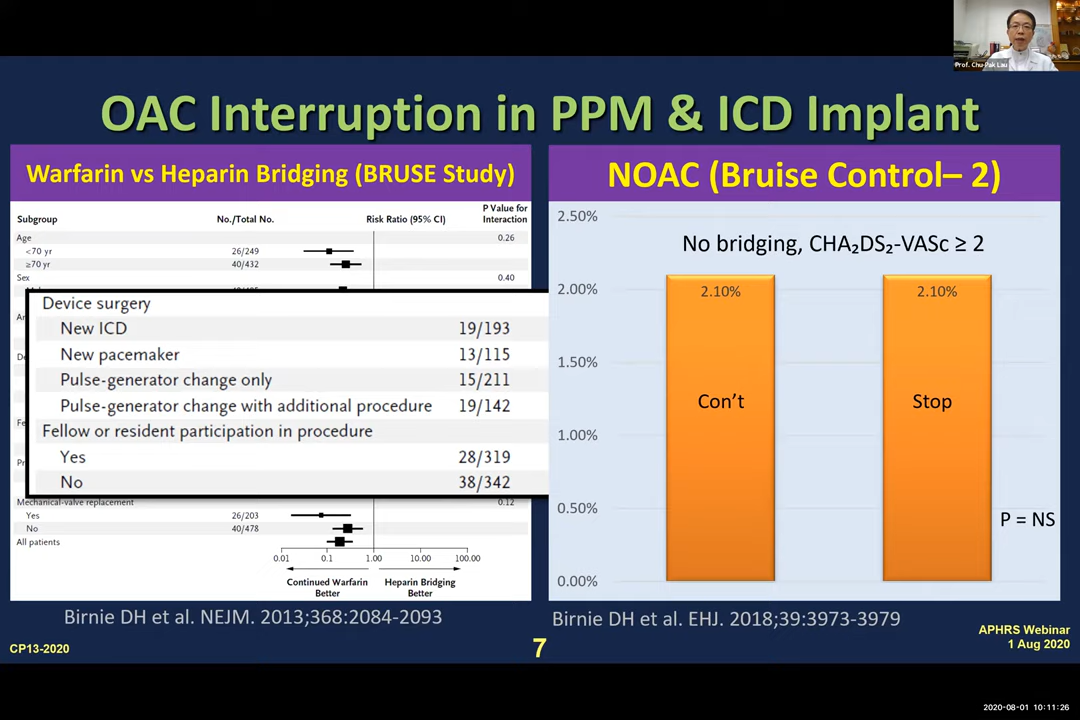 Prof. Chu-Pak Lau
OAC Interruption in PPM & ICD Implant
Warfarin vs Heparin Bridging (BRUSE Study)
Subgroup No./Total No. Risk Ratio (95% CI) P Value for Interaction
Age 0.26
<70 yr 26/249
≥70 yr 40/432
Sex 0.40
Device surgery
New ICD 19/193
New pacemaker 13/115
Pulse-generator change only 15/211
Pulse-generator change with additional procedure 19/142
Fellow or resident participation in procedure
Yes 28/319
No 38/342
Mechanical-valve replacement 0.12
Yes 26/203
No 40/478
All patients
0.01 0.1 1.00 10.00 100.00
Continued Warfarin Better
Heparin Bridging Better
Birnie DH et al. NEJM. 2013;368:2084-2093
NOAC (Bruise Control– 2)
2.50%
No bridging, CHA₂DS₂-VASc ≥ 2
2.00%
2.10% 2.10%
1.50%
Con’t Stop
1.00%
0.50%
P = NS
0.00%
Birnie DH et al. EHJ. 2018;39:3973-3979
CP13-2020
7
APHRS Webinar
1 Aug 2020
2020-08-01 10:11:26